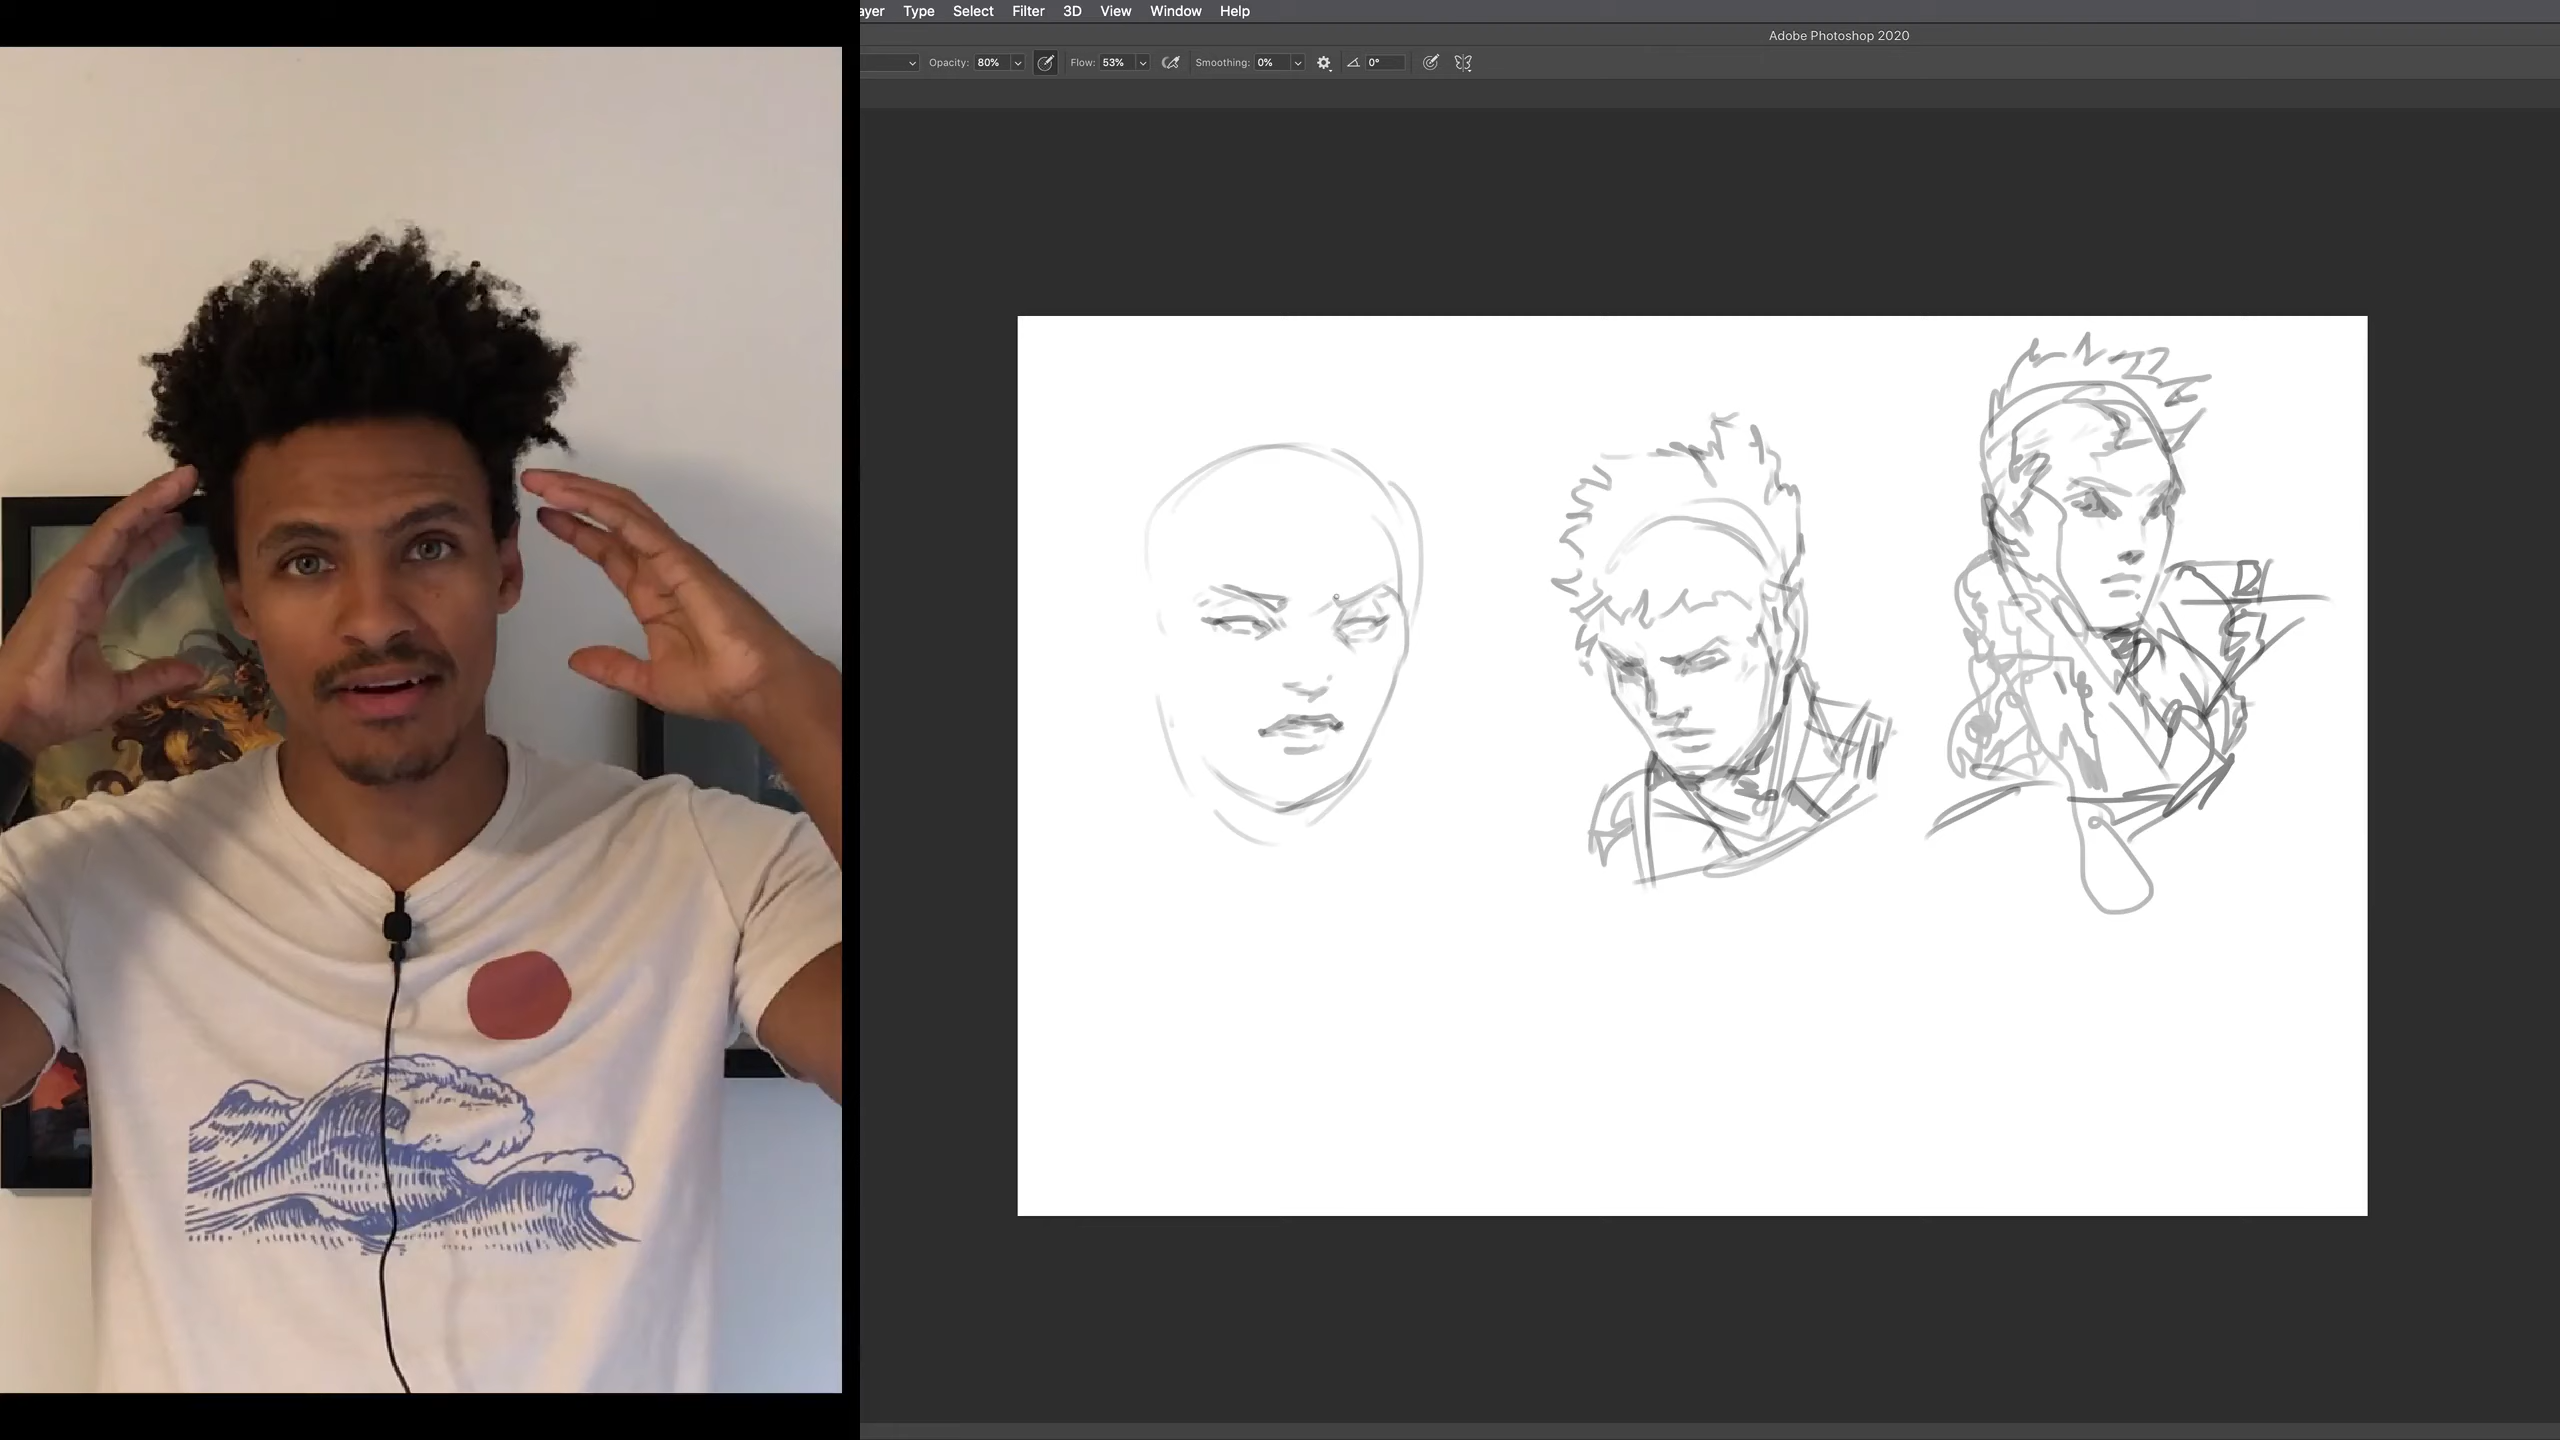 ayer Type Select Filter 3D View Window Help
Adobe Photoshop 2020
Opacity: 80% Flow: 53% Smoothing: 0% 0°